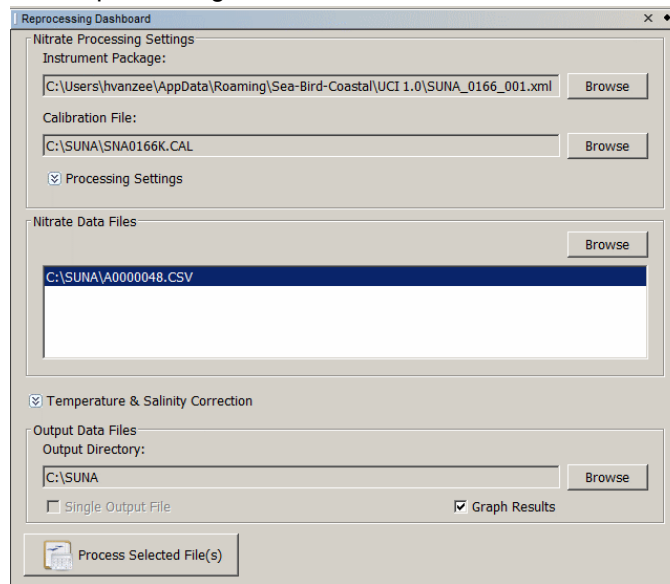 Reprocessing Dashboard
Nitrate Processing Settings
Instrument Package:
C:\Users\hvanzee\AppData\Roaming\Sea-Bird-Coastal\UCI 1.0\SUNA_0166_001.xml Browse
Calibration File:
C:\SUNA\SNA0166K.CAL Browse
Processing Settings
Nitrate Data Files
Browse
C:\SUNA\A0000048.CSV
Temperature & Salinity Correction
Output Data Files
Output Directory:
C:\SUNA Browse
Single Output File Graph Results
Process Selected File(s)